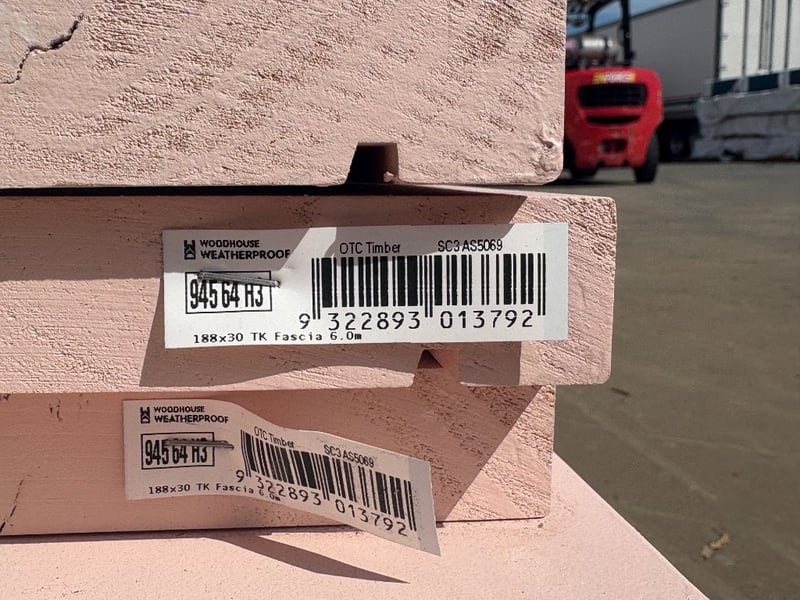 WOODHOUSE
WEATHERPROOF
OTC Timber SC3 AS5069
945 64 H3
9 322893 013792
188x30 TK Fascia 6.0m
WOODHOUSE
WEATHERPROOF
OTC Timber SC3 AS5069
945 64 H3
9 322893 013792
188x30 TK Fascia 6.0m